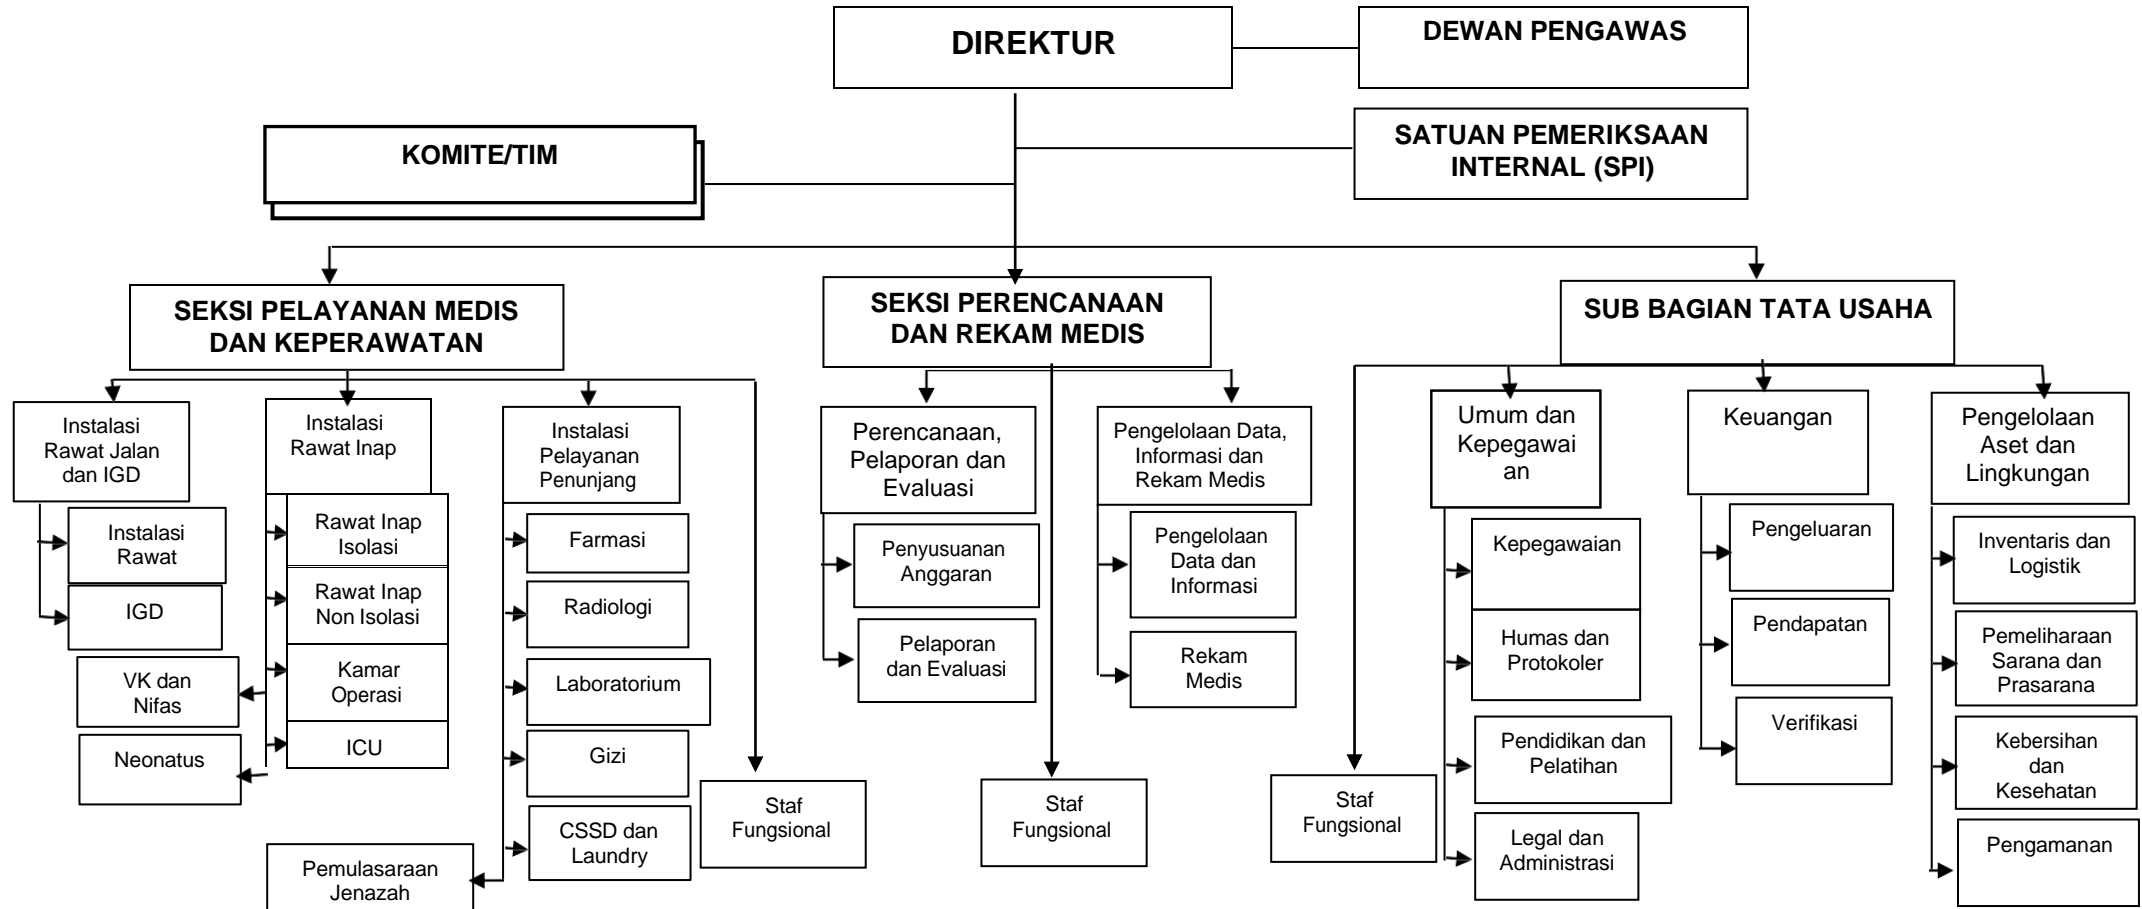 DIREKTUR
DEWAN PENGAWAS
KOMITE/TIM
SATUAN PEMERIKSAAN
INTERNAL (SPI)
SEKSI PELAYANAN MEDIS
DAN KEPERAWATAN
SEKSI PERENCANAAN
DAN REKAM MEDIS
SUB BAGIAN TATA USAHA
Instalasi
Rawat Jalan
dan IGD
Instalasi
Rawat
IGD
Instalasi
Rawat Inap
Rawat Inap
Isolasi
Rawat Inap
Non Isolasi
Kamar
Operasi
ICU
VK dan
Nifas
Neonatus
Instalasi
Pelayanan
Penunjang
Farmasi
Radiologi
Laboratorium
Gizi
CSSD dan
Laundry
Pemulasaraan
Jenazah
Staf
Fungsional
Perencanaan,
Pelaporan dan
Evaluasi
Penyusuanan
Anggaran
Pelaporan
dan Evaluasi
Pengelolaan Data,
Informasi dan
Rekam Medis
Pengelolaan
Data dan
Informasi
Rekam
Medis
Staf
Fungsional
Staf
Fungsional
Umum dan
Kepegawai
an
Kepegawaian
Humas dan
Protokoler
Pendidikan dan
Pelatihan
Legal dan
Administrasi
Keuangan
Pengeluaran
Pendapatan
Verifikasi
Pengelolaan
Aset dan
Lingkungan
Inventaris dan
Logistik
Pemeliharaan
Sarana dan
Prasarana
Kebersihan
dan
Kesehatan
Pengamanan